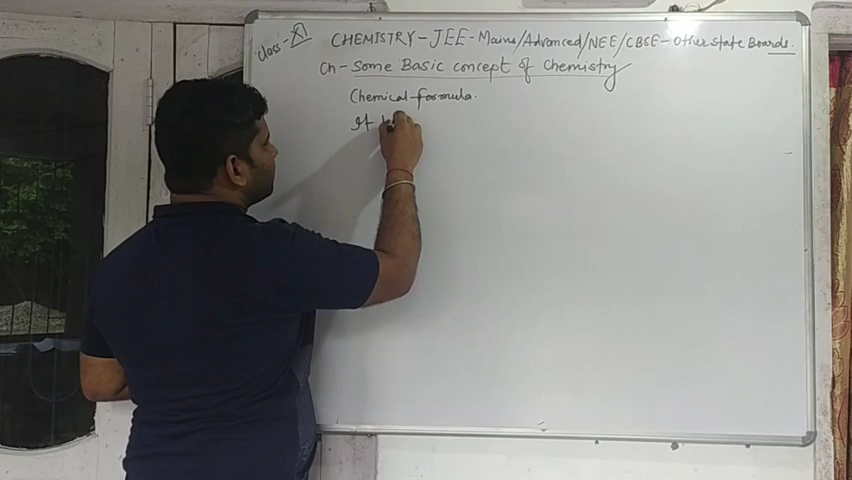 Class-XI
CHEMISTRY-JEE-Mains/Advanced/NEE/CBSE-Other state Boards.
Ch-Some Basic concept of Chemistry
Chemical formula.
It